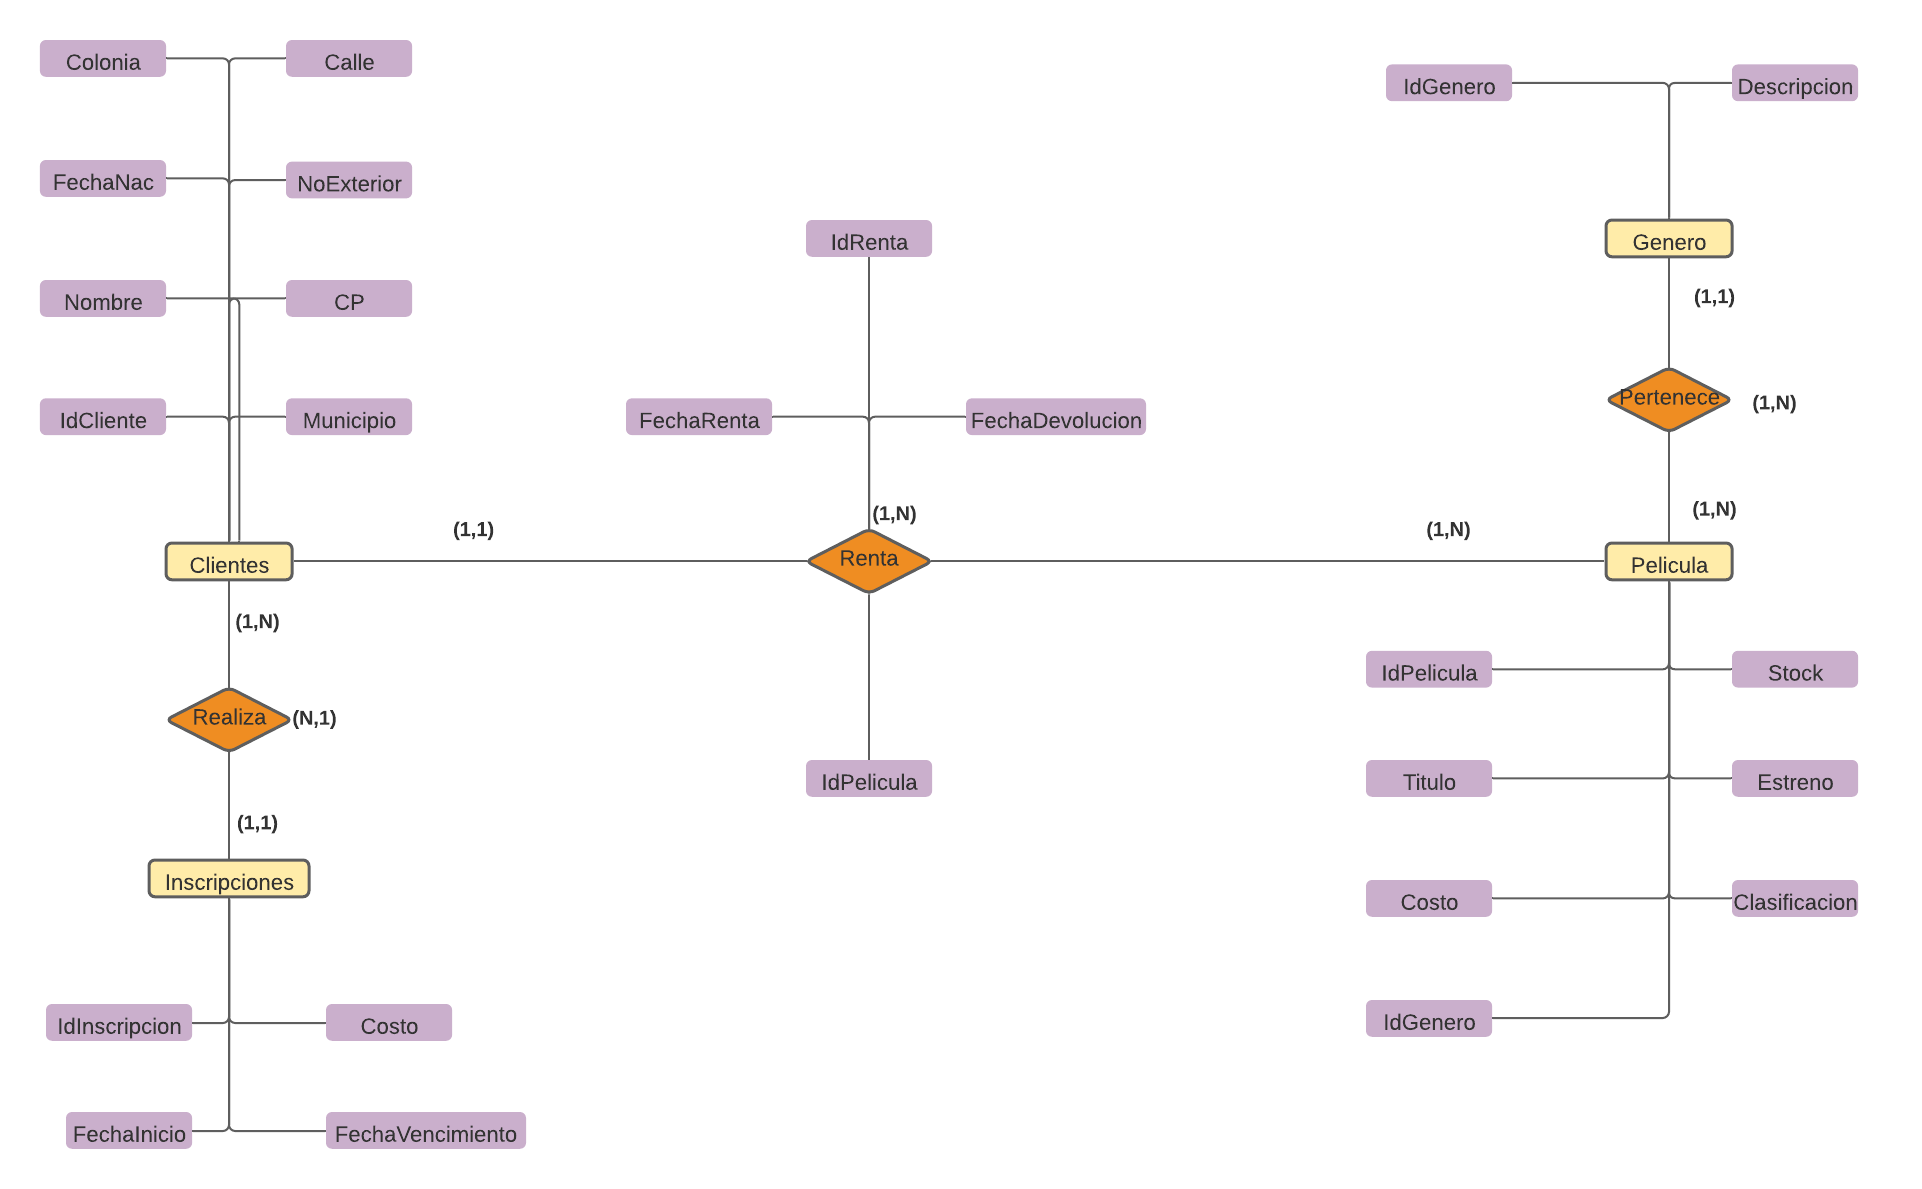 Colonia
Calle
IdGenero
Descripcion
FechaNac
NoExterior
IdRenta
Genero
Nombre
CP
(1,1)
Pertenece
(1,N)
IdCliente
Municipio
FechaRenta
FechaDevolucion
(1,1)
(1,N)
(1,N)
(1,N)
Clientes
Renta
Pelicula
(1,N)
IdPelicula
Stock
Realiza
(N,1)
IdPelicula
Titulo
Estreno
(1,1)
Inscripciones
Costo
Clasificacion
IdInscripcion
Costo
IdGenero
FechaInicio
FechaVencimiento